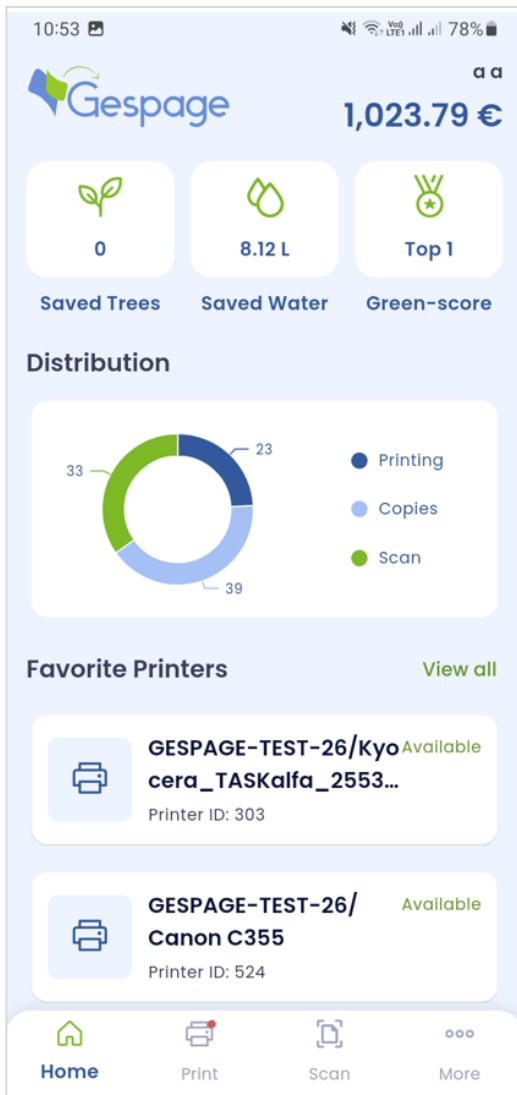 10:53
Vo))
LTE1
78%
Gespage
a a
1,023.79 €
0
8.12 L
Top 1
Saved Trees
Saved Water
Green-score
Distribution
23
33
39
Printing
Copies
Scan
Favorite Printers
View all
GESPAGE-TEST-26/Kyo
cera_TASKalfa_2553...
Available
Printer ID: 303
GESPAGE-TEST-26/
Canon C355
Available
Printer ID: 524
Home
Print
Scan
More